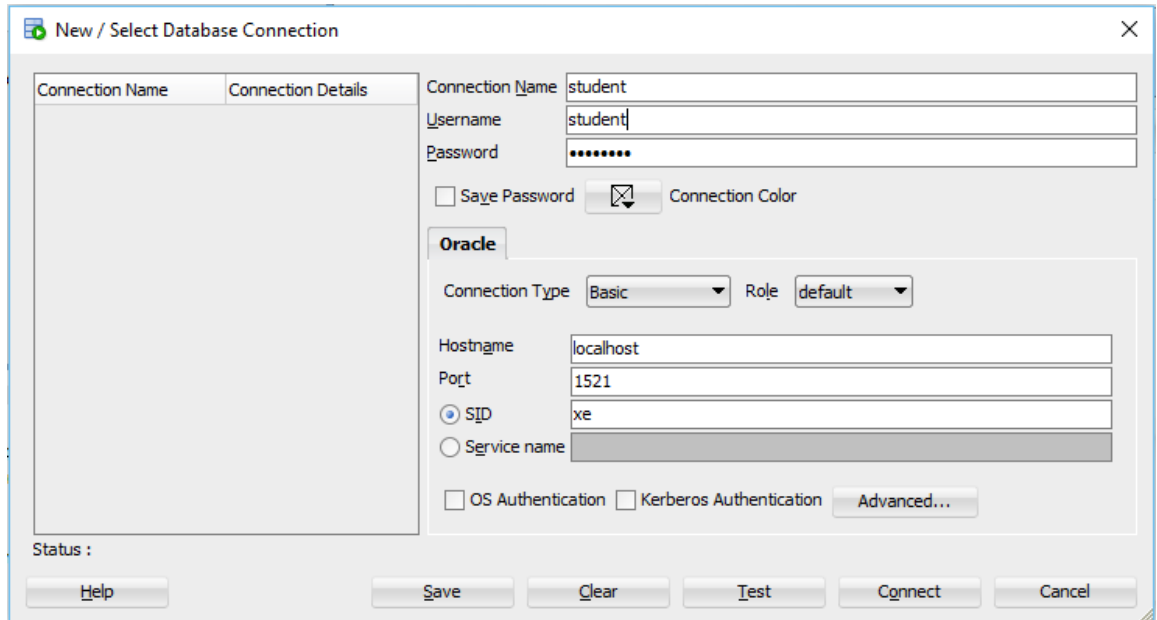 New / Select Database Connection
Connection Name Connection Details
Connection Name student
Username student
Password ••••••••
Save Password Connection Color
Oracle
Connection Type Basic Role default
Hostname localhost
Port 1521
SID xe
Service name
OS Authentication Kerberos Authentication Advanced...
Status :
Help Save Clear Test Connect Cancel